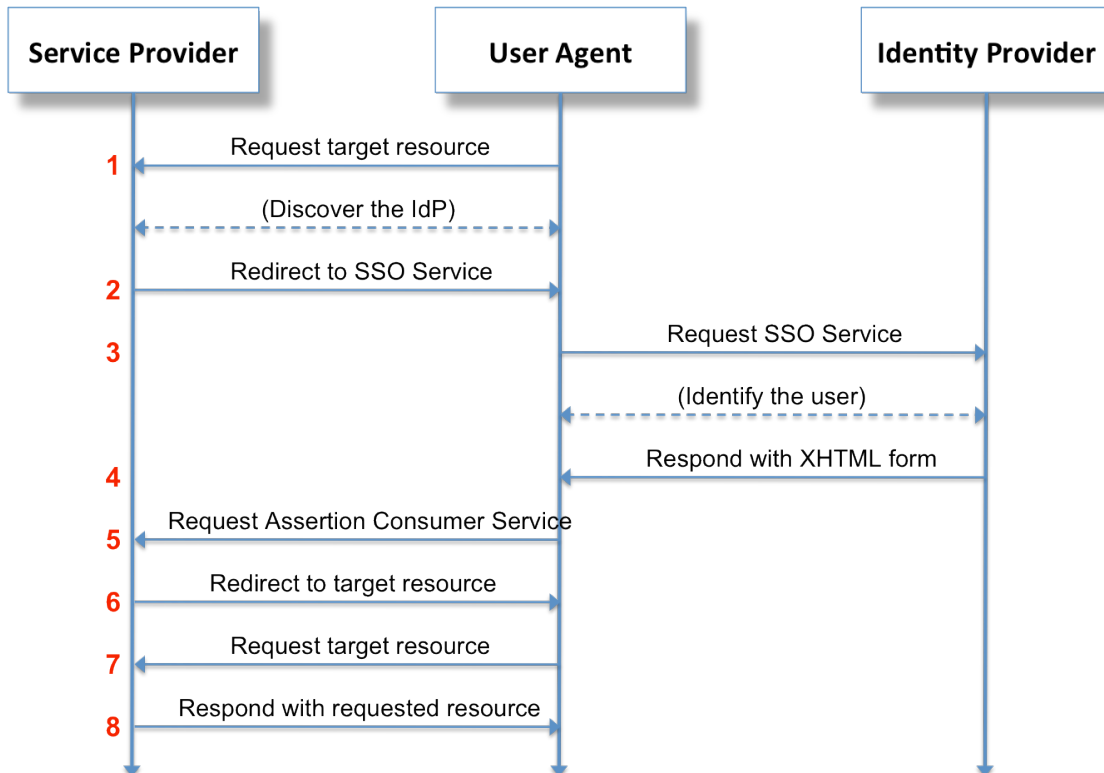 Service Provider
User Agent
Identity Provider
1
Request target resource
(Discover the IdP)
2
Redirect to SSO Service
3
Request SSO Service
(Identify the user)
4
Respond with XHTML form
5
Request Assertion Consumer Service
6
Redirect to target resource
7
Request target resource
8
Respond with requested resource